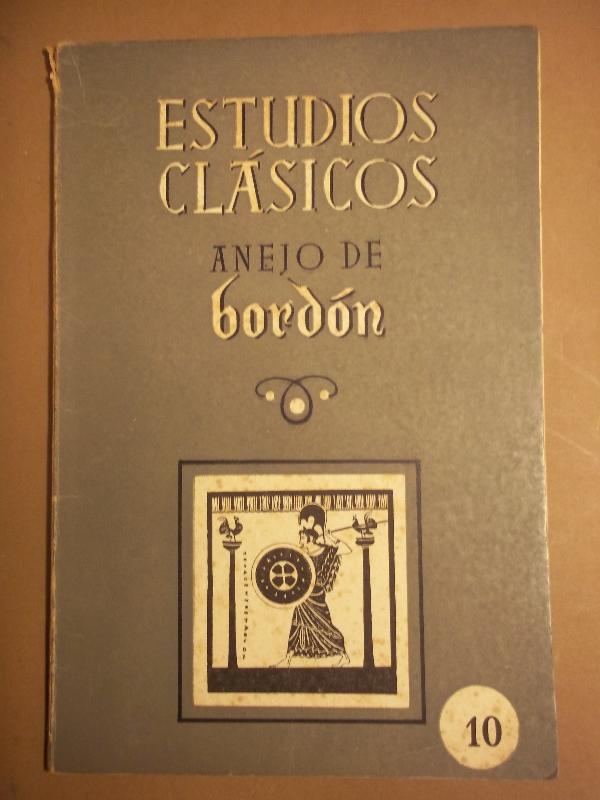 ESTUDIOS
CLÁSICOS
ANEJO DE
bordón
10